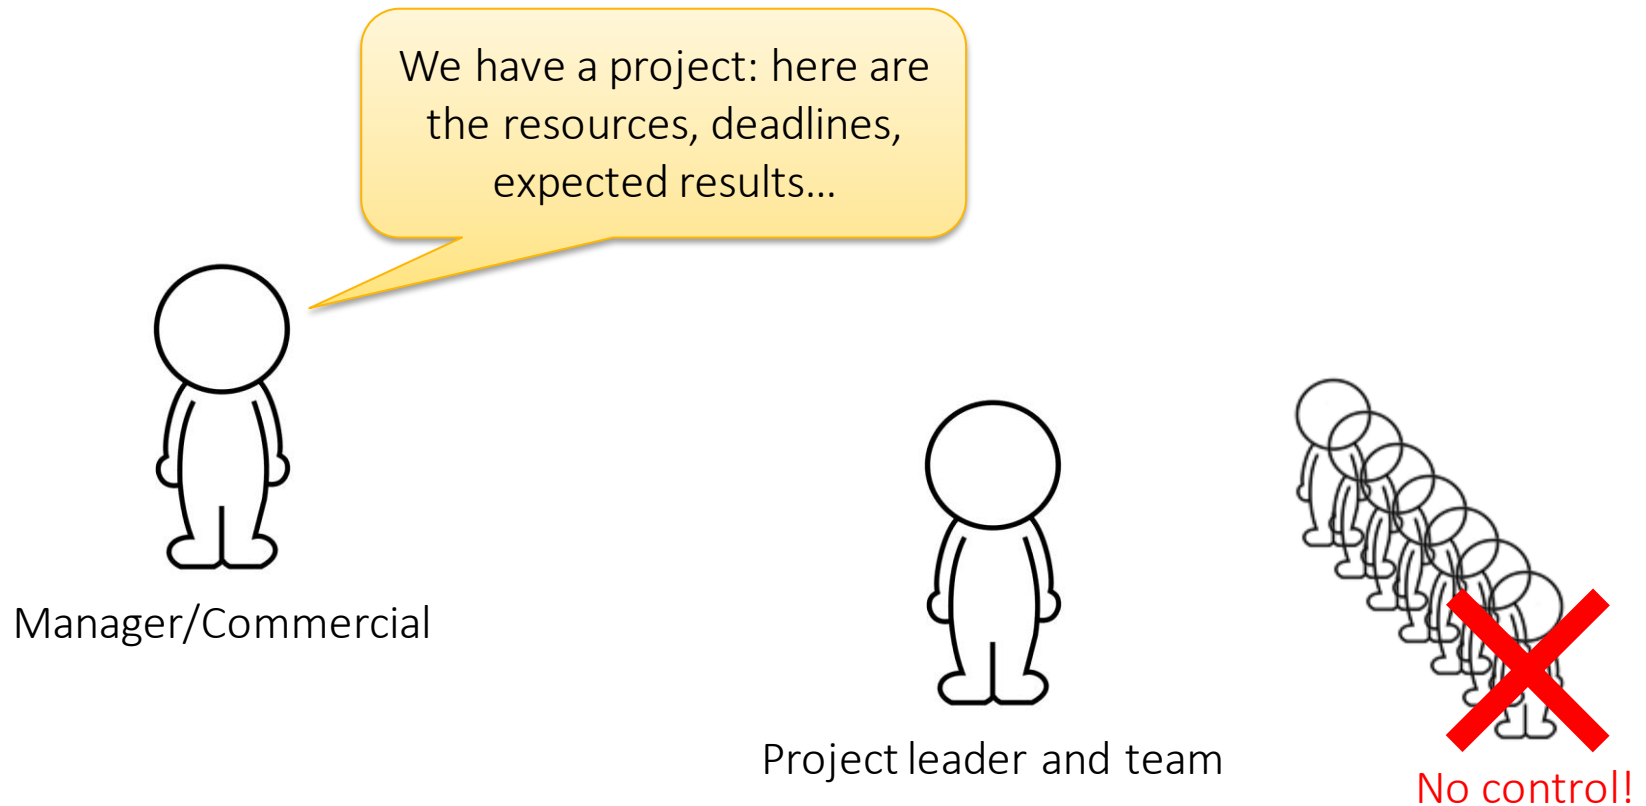 We have a project: here are
the resources, deadlines,
expected results...
Manager/Commercial
Project leader and team
No control!